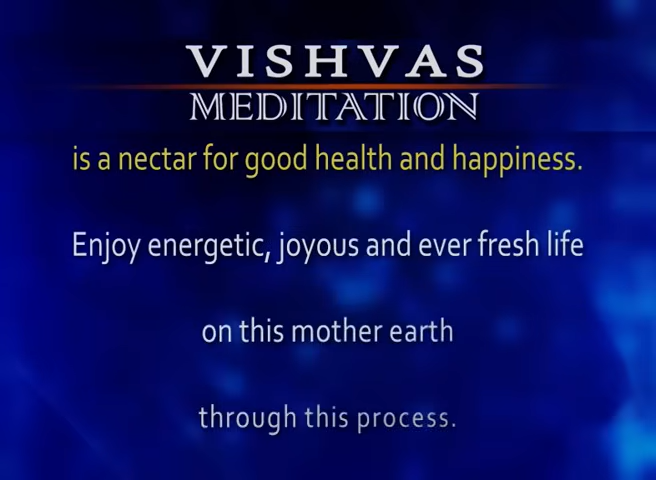 VISHVAS
MEDITATION
is a nectar for good health and happiness.
Enjoy energetic, joyous and ever fresh life
on this mother earth
through this process.